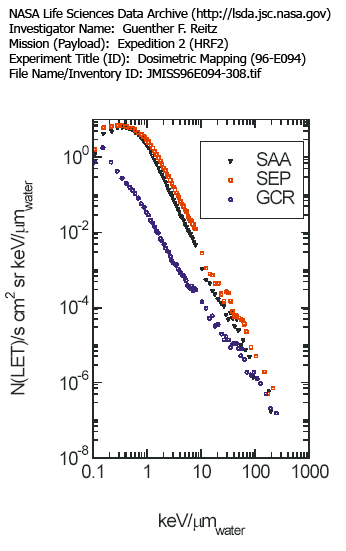 NASA Life Sciences Data Archive (http://lsda.jsc.nasa.gov)
Investigator Name: Guenther F. Reitz
Mission (Payload): Expedition 2 (HRF2)
Experiment Title (ID): Dosimetric Mapping (96-E094)
File Name/Inventory ID: JMISS96E094-308.tif
N(LET)/s cm² sr keV/µm water
10⁰
10⁻²
10⁻⁴
10⁻⁶
10⁻⁸
SAA
SEP
GCR
0.1 1 10 100 1000
keV/µm water